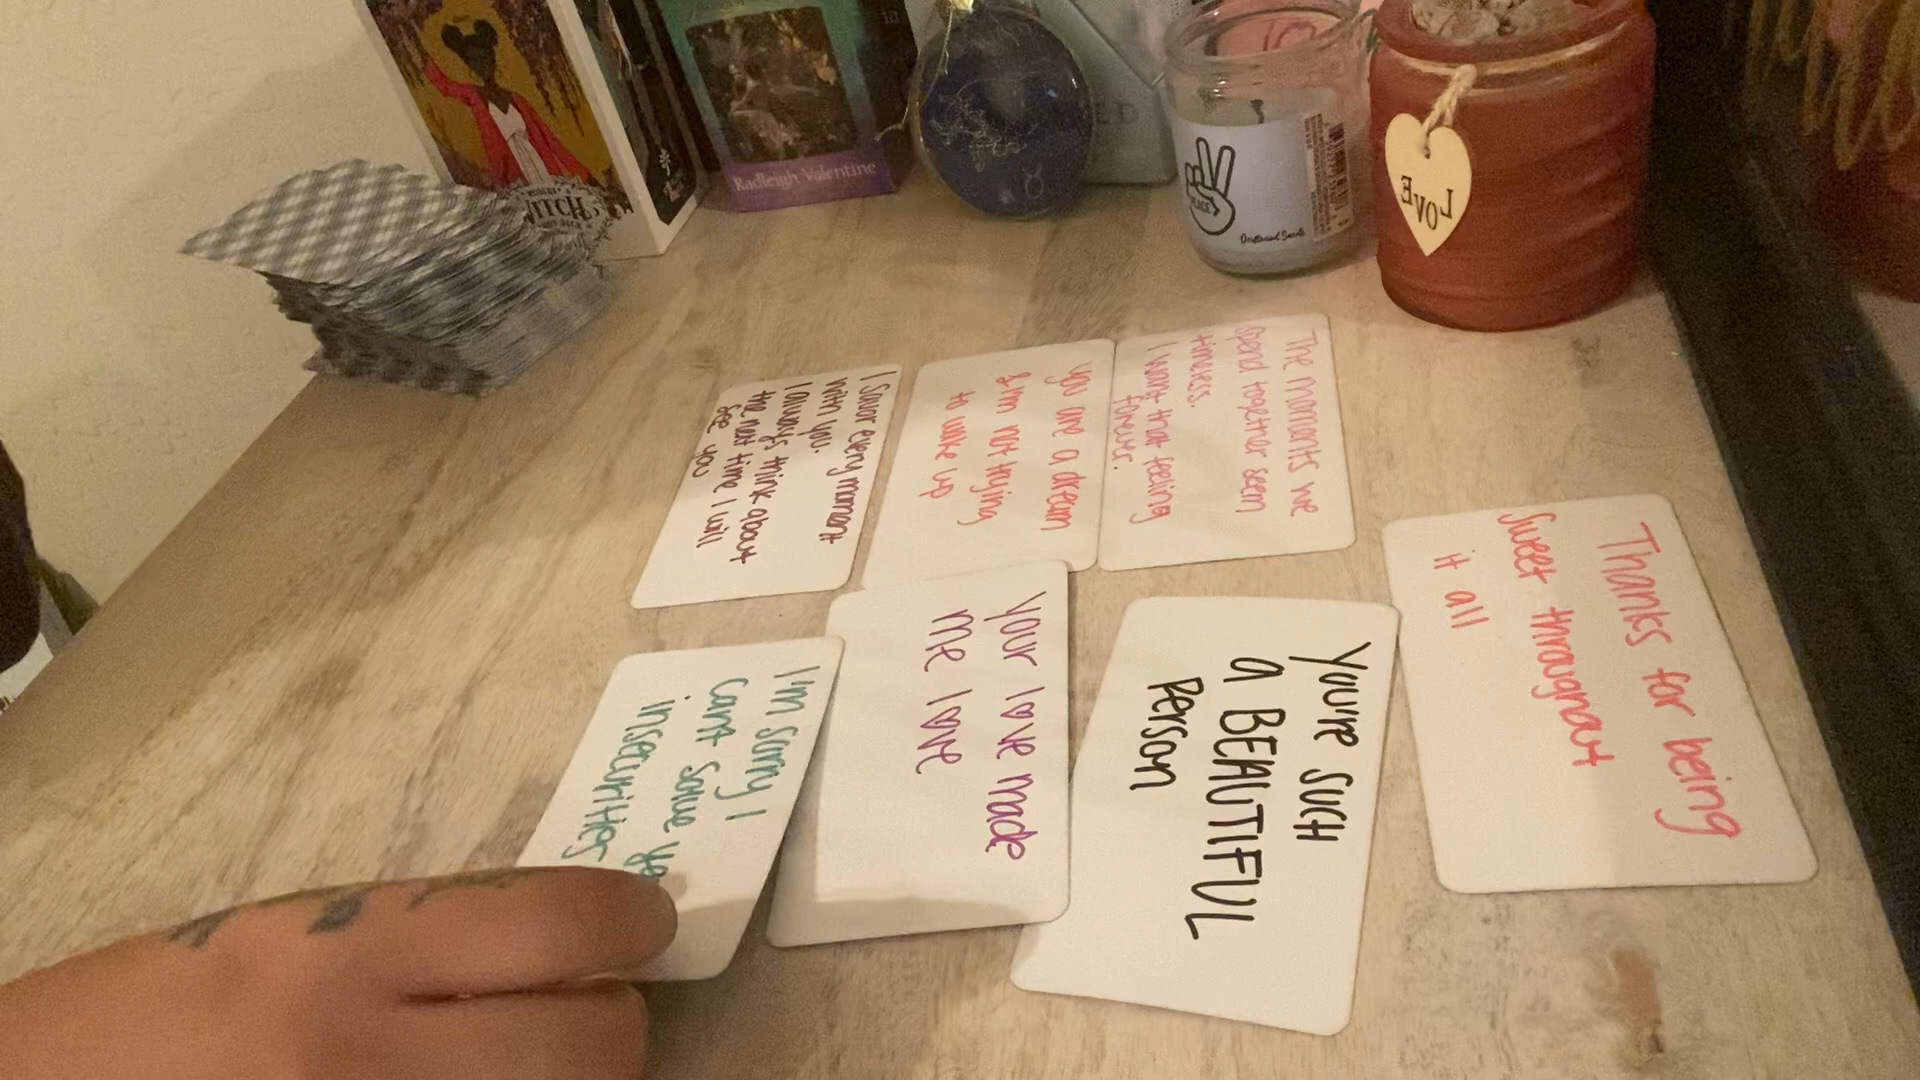 Radleigh Valentine
WITCH
PEACE
Driftwood Scents
LOVE
I savor every moment
with you.
I always think about
the next time I will
see you
You are a dream
& I'm not trying
to wake up
The moments we
spend together seem
timeless.
I want that feeling
forever.
Thanks for being
sweet throughout
it all
You're such
a BEAUTIFUL
Person
Your love made
me love
I'm sorry I
can't solve
insecurities